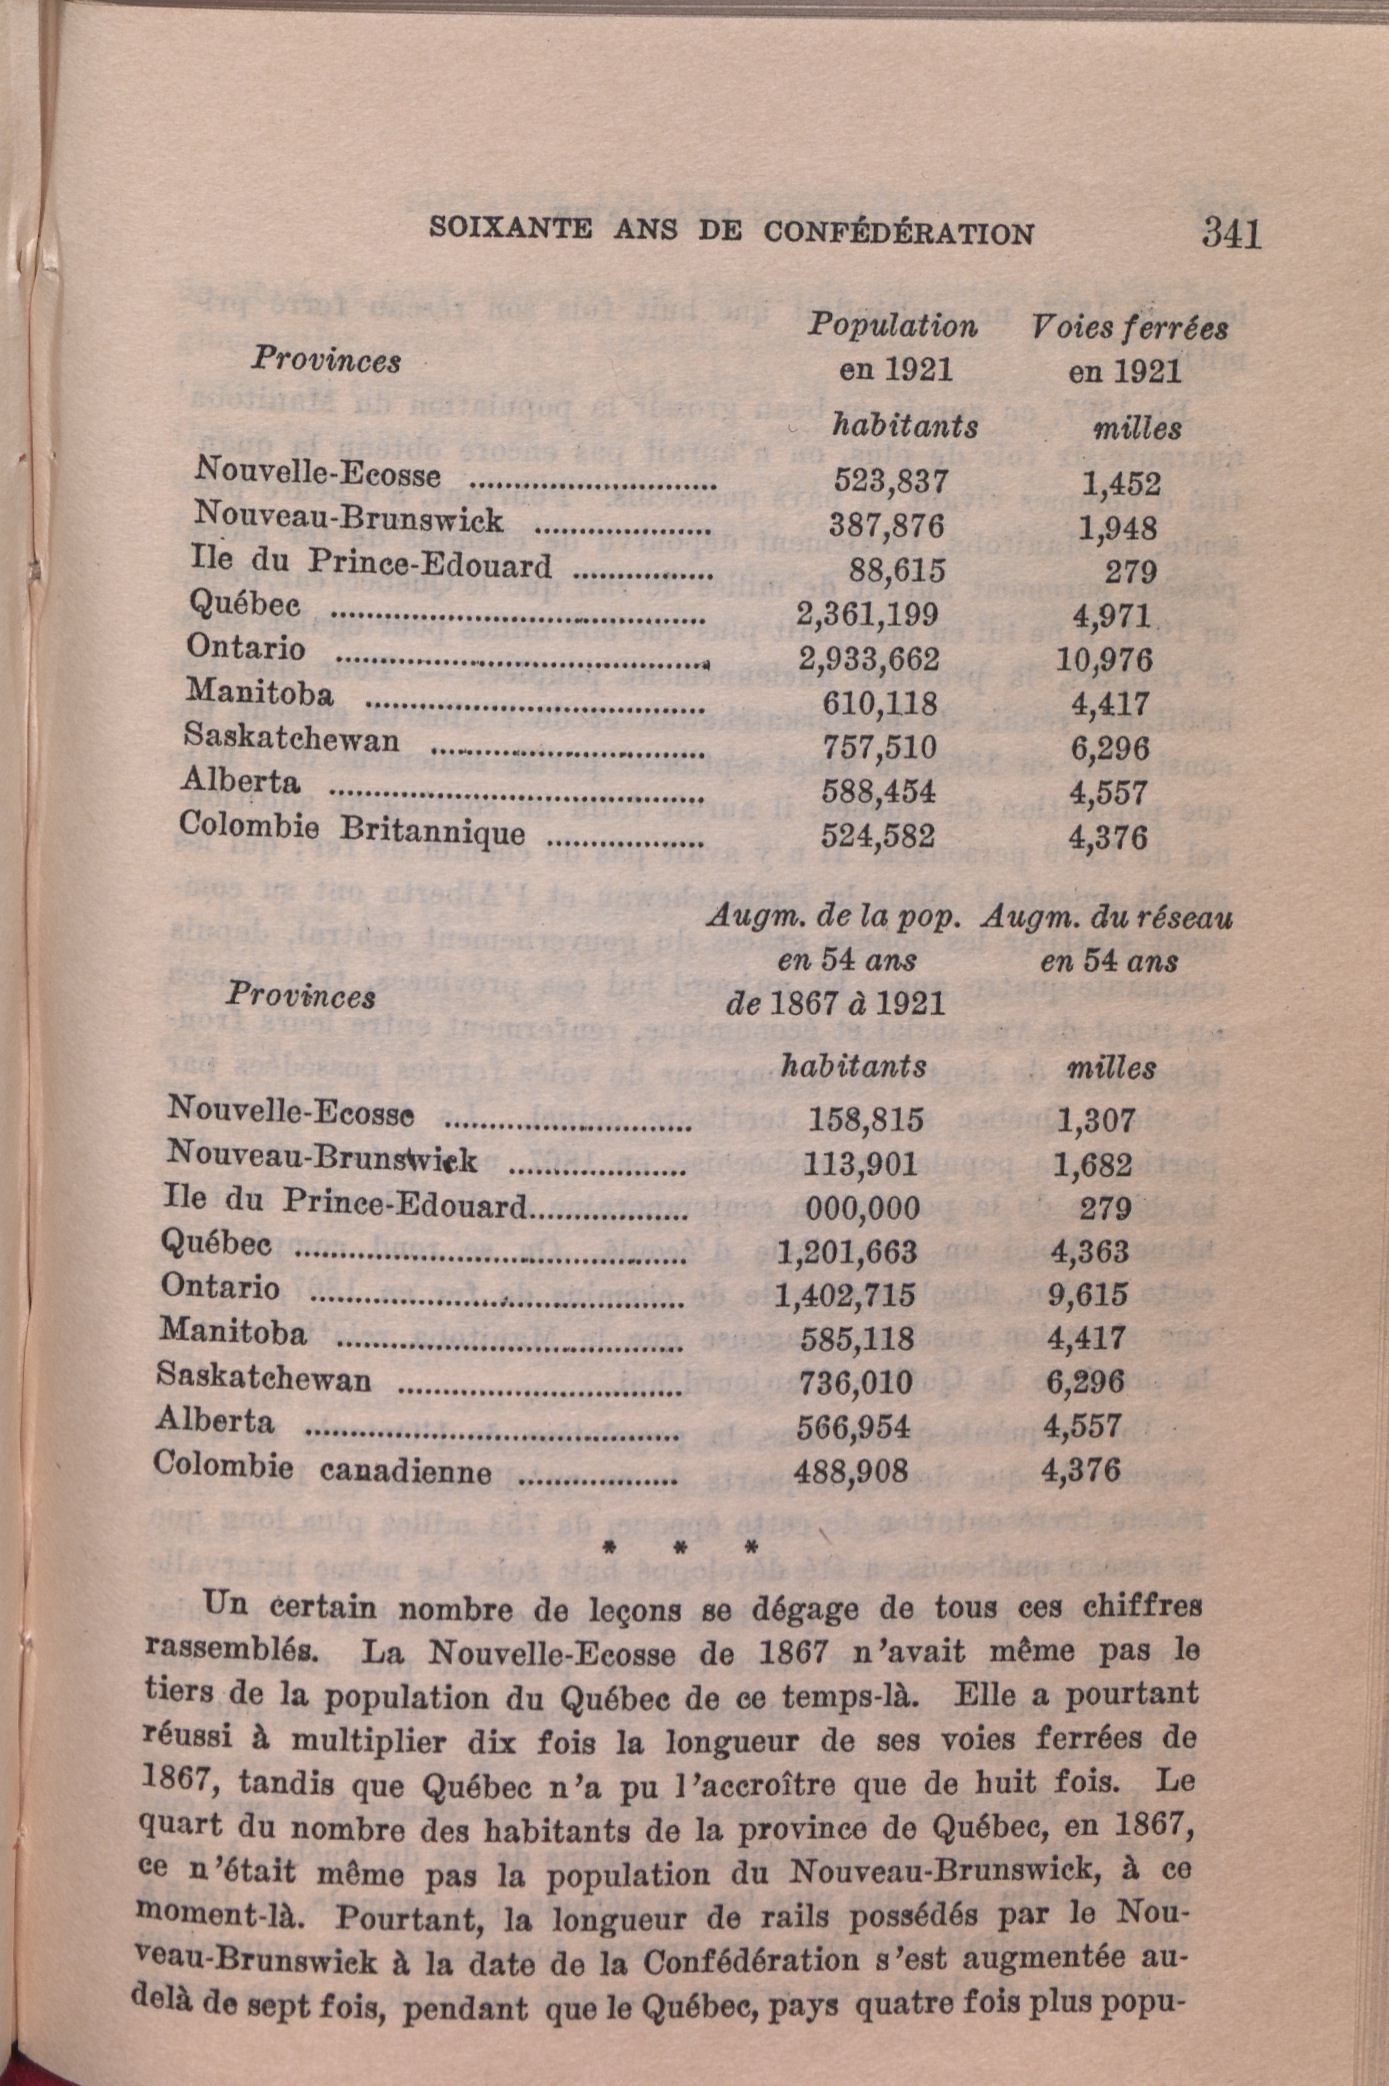 SOIXANTE ANS DE CONFÉDÉRATION 341
Population Voies ferrées
Provinces en 1921 en 1921
habitants milles
Nouvelle-Ecosse ............................ 523,837 1,452
Nouveau-Brunswick .................... 387,876 1,948
Ile du Prince-Edouard ................ 88,615 279
Québec .......................................... 2,361,199 4,971
Ontario .......................................... 2,933,662 10,976
Manitoba ...................................... 610,118 4,417
Saskatchewan ............................... 757,510 6,296
Alberta .......................................... 588,454 4,557
Colombie Britannique .................. 524,582 4,376
Augm. de la pop. Augm. du réseau
en 54 ans en 54 ans
Provinces de 1867 à 1921
habitants milles
Nouvelle-Ecosse ............................ 158,815 1,307
Nouveau-Brunswick .................... 113,901 1,682
Ile du Prince-Edouard.................. 000,000 279
Québec ............................................ 1,201,663 4,363
Ontario .......................................... 1,402,715 9,615
Manitoba ....................................... 585,118 4,417
Saskatchewan ................................ 736,010 6,296
Alberta .......................................... 566,954 4,557
Colombie canadienne .................. 488,908 4,376
* * *
Un certain nombre de leçons se dégage de tous ces chiffres
rassemblés. La Nouvelle-Ecosse de 1867 n'avait même pas le
tiers de la population du Québec de ce temps-là. Elle a pourtant
réussi à multiplier dix fois la longueur de ses voies ferrées de
1867, tandis que Québec n'a pu l'accroître que de huit fois. Le
quart du nombre des habitants de la province de Québec, en 1867,
ce n'était même pas la population du Nouveau-Brunswick, à ce
moment-là. Pourtant, la longueur de rails possédés par le Nou-
veau-Brunswick à la date de la Confédération s'est augmentée au-
delà de sept fois, pendant que le Québec, pays quatre fois plus popu-